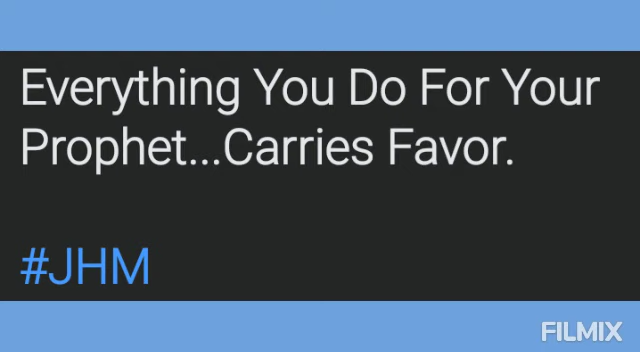 Everything You Do For Your
Prophet...Carries Favor.
#JHM
FILMIX